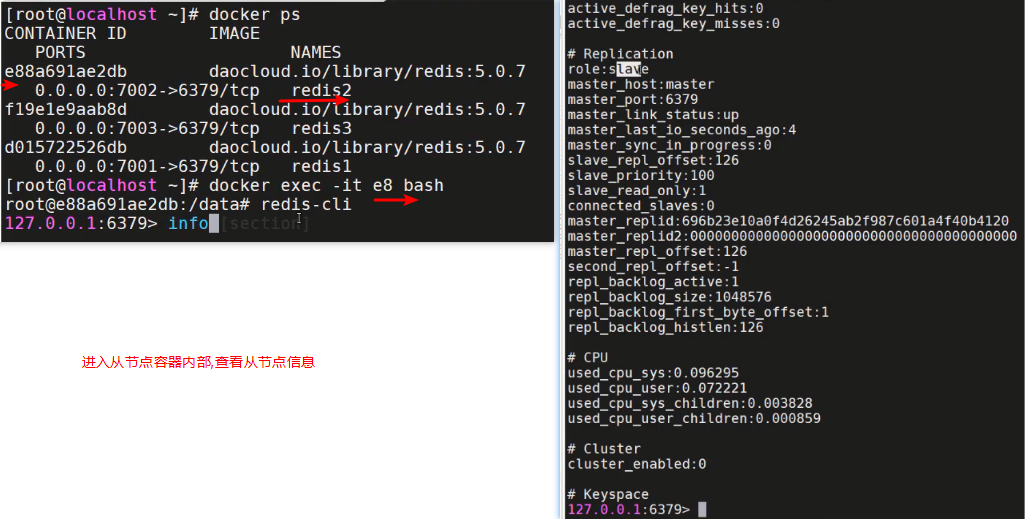 [root@localhost ~]# docker ps
CONTAINER ID        IMAGE
   PORTS                    NAMES
e88a691ae2db        daocloud.io/library/redis:5.0.7
   0.0.0.0:7002->6379/tcp   redis2
f19e1e9aab8d        daocloud.io/library/redis:5.0.7
   0.0.0.0:7003->6379/tcp   redis3
d015722526db        daocloud.io/library/redis:5.0.7
   0.0.0.0:7001->6379/tcp   redis1
[root@localhost ~]# docker exec -it e8 bash
root@e88a691ae2db:/data# redis-cli
127.0.0.1:6379> info [section]
进入从节点容器内部,查看从节点信息
active_defrag_key_hits:0
active_defrag_key_misses:0
# Replication
role:slave
master_host:master
master_port:6379
master_link_status:up
master_last_io_seconds_ago:4
master_sync_in_progress:0
slave_repl_offset:126
slave_priority:100
slave_read_only:1
connected_slaves:0
master_replid:696b23e10a0f4d26245ab2f987c601a4f40b4120
master_replid2:0000000000000000000000000000000000000000
master_repl_offset:126
second_repl_offset:-1
repl_backlog_active:1
repl_backlog_size:1048576
repl_backlog_first_byte_offset:1
repl_backlog_histlen:126
# CPU
used_cpu_sys:0.096295
used_cpu_user:0.072221
used_cpu_sys_children:0.003828
used_cpu_user_children:0.000859
# Cluster
cluster_enabled:0
# Keyspace
127.0.0.1:6379>